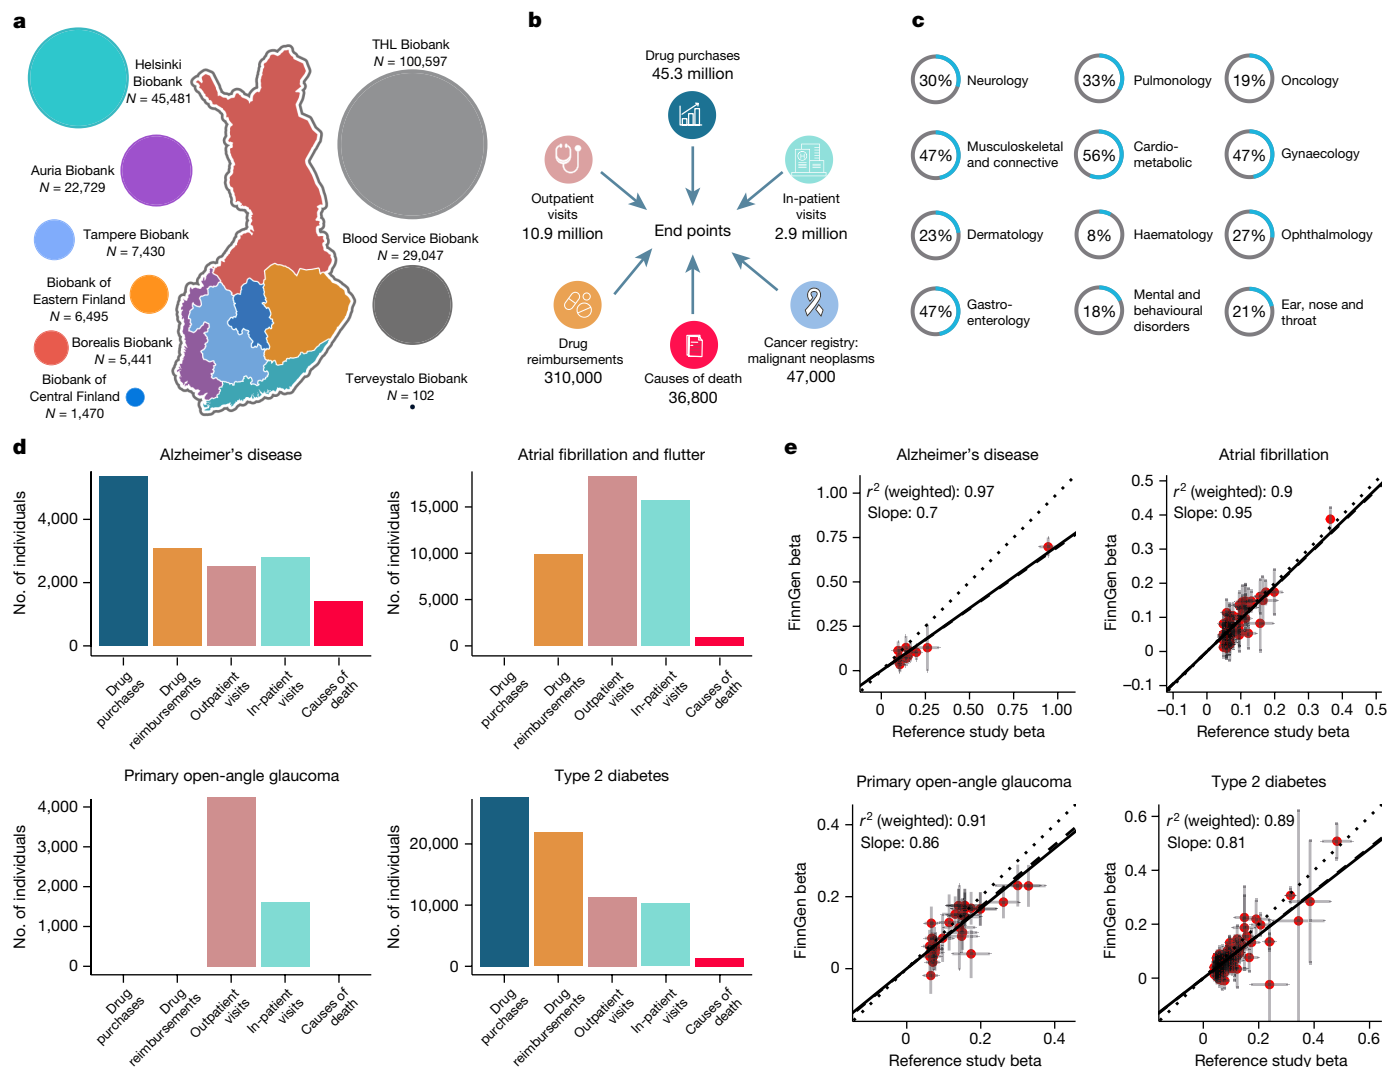 a
Helsinki
Biobank
N = 45,481
THL Biobank
N = 100,597
Auria Biobank
N = 22,729
Tampere Biobank
N = 7,430
Blood Service Biobank
N = 29,047
Biobank of
Eastern Finland
N = 6,495
Borealis Biobank
N = 5,441
Biobank of
Central Finland
N = 1,470
Terveystalo Biobank
N = 102
b
Drug purchases
45.3 million
Outpatient
visits
10.9 million
In-patient
visits
2.9 million
End points
Drug
reimbursements
310,000
Causes of death
36,800
Cancer registry:
malignant neoplasms
47,000
c
30% Neurology
33% Pulmonology
19% Oncology
47% Musculoskeletal
and connective
56% Cardio-
metabolic
47% Gynaecology
23% Dermatology
8% Haematology
27% Ophthalmology
47% Gastro-
enterology
18% Mental and
behavioural
disorders
21% Ear, nose and
throat
d
Alzheimer's disease
No. of individuals
4,000
2,000
0
Drug
purchases
Drug
reimbursements
Outpatient
visits
In-patient
visits
Causes of
death
Atrial fibrillation and flutter
No. of individuals
15,000
10,000
5,000
0
Drug
purchases
Drug
reimbursements
Outpatient
visits
In-patient
visits
Causes of
death
Primary open-angle glaucoma
No. of individuals
4,000
3,000
2,000
1,000
0
Drug
purchases
Drug
reimbursements
Outpatient
visits
In-patient
visits
Causes of
death
Type 2 diabetes
No. of individuals
20,000
10,000
0
Drug
purchases
Drug
reimbursements
Outpatient
visits
In-patient
visits
Causes of
death
e
Alzheimer's disease
r² (weighted): 0.97
Slope: 0.7
FinnGen beta
1.00
0.75
0.50
0.25
0
0 0.25 0.50 0.75 1.00
Reference study beta
Atrial fibrillation
r² (weighted): 0.9
Slope: 0.95
FinnGen beta
0.5
0.4
0.3
0.2
0.1
0
−0.1
−0.1 0 0.1 0.2 0.3 0.4 0.5
Reference study beta
Primary open-angle glaucoma
r² (weighted): 0.91
Slope: 0.86
FinnGen beta
0.4
0.2
0
0 0.2 0.4
Reference study beta
Type 2 diabetes
r² (weighted): 0.89
Slope: 0.81
FinnGen beta
0.6
0.4
0.2
0
0 0.2 0.4 0.6
Reference study beta